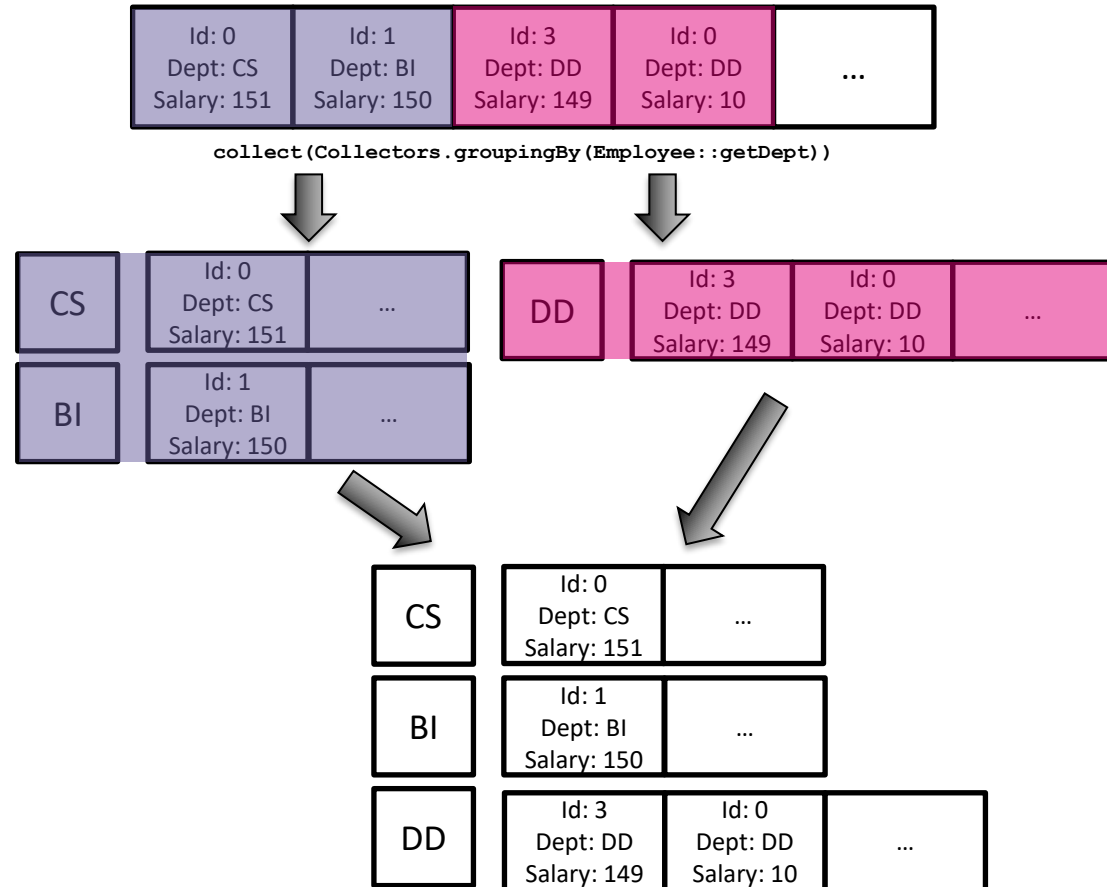 Id: 0
Dept: CS
Salary: 151
Id: 1
Dept: BI
Salary: 150
Id: 3
Dept: DD
Salary: 149
Id: 0
Dept: DD
Salary: 10
...
collect(Collectors.groupingBy(Employee::getDept))
CS
Id: 0
Dept: CS
Salary: 151
...
BI
Id: 1
Dept: BI
Salary: 150
...
DD
Id: 3
Dept: DD
Salary: 149
Id: 0
Dept: DD
Salary: 10
...
CS
Id: 0
Dept: CS
Salary: 151
...
BI
Id: 1
Dept: BI
Salary: 150
...
DD
Id: 3
Dept: DD
Salary: 149
Id: 0
Dept: DD
Salary: 10
...